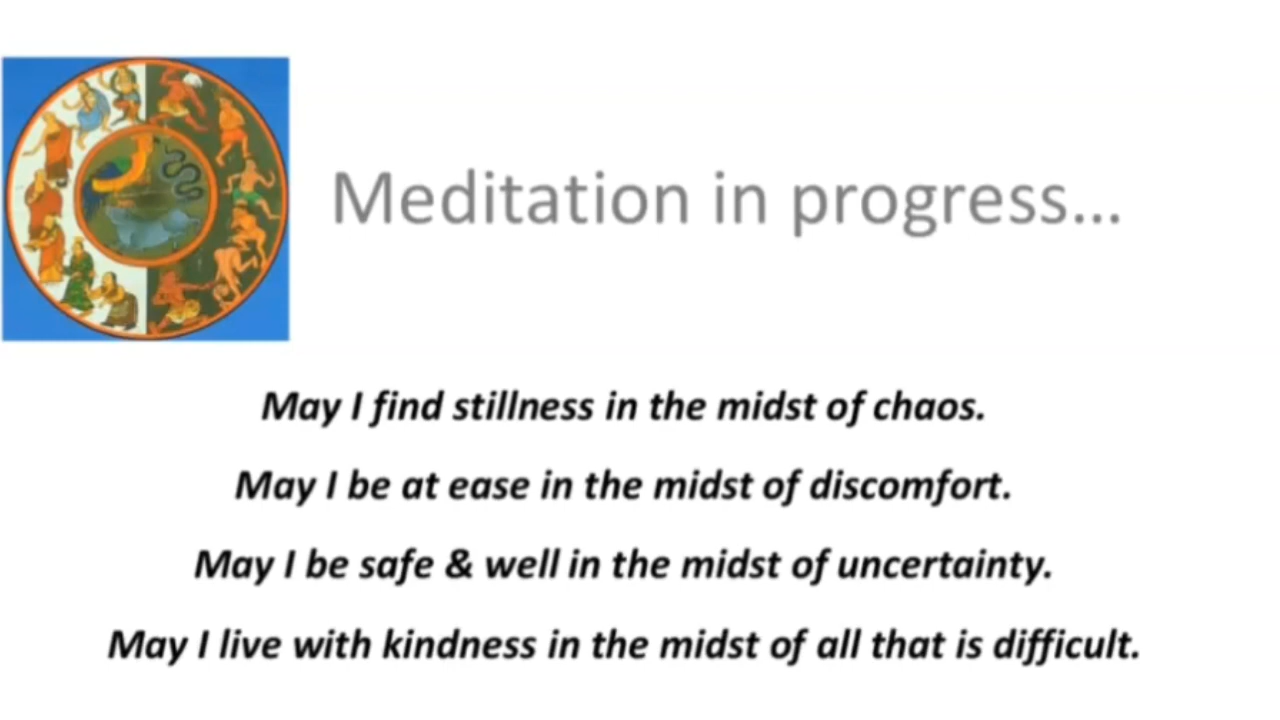 Meditation in progress...
May I find stillness in the midst of chaos.
May I be at ease in the midst of discomfort.
May I be safe & well in the midst of uncertainty.
May I live with kindness in the midst of all that is difficult.